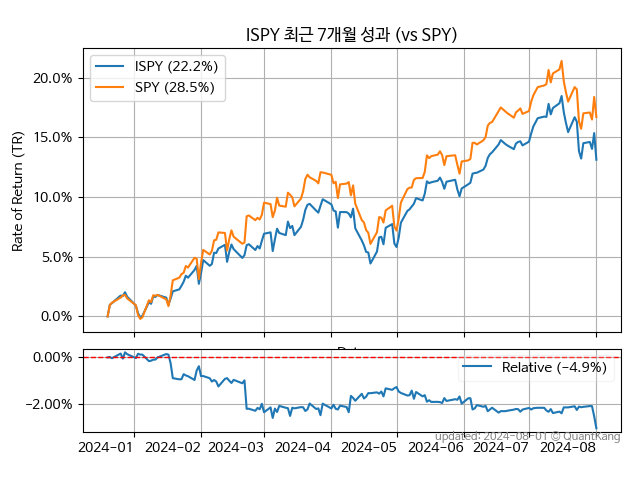 ISPY 최근 7개월 성과 (vs SPY)
ISPY (22.2%)
SPY (28.5%)
Rate of Return (TR)
20.0%
15.0%
10.0%
5.0%
0.0%
0.00%
−2.00%
Relative (−4.9%)
2024−01 2024−02 2024−03 2024−04 2024−05 2024−06 2024−07 2024−08
updated: 2024−08−01 © QuantKang